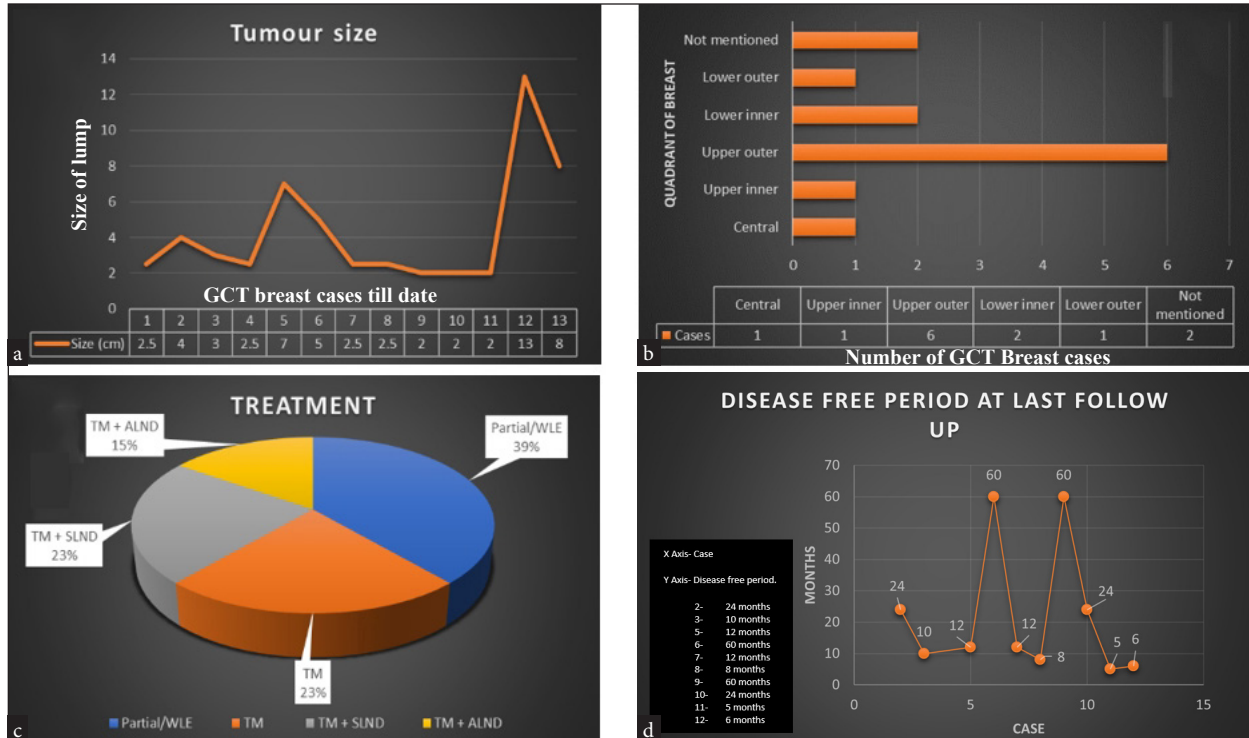 Tumour size
Size of lump
14
12
10
8
6
4
2
0
GCT breast cases till date
1 2 3 4 5 6 7 8 9 10 11 12 13
Size (cm) 2.5 4 3 2.5 7 5 2.5 2.5 2 2 2 13 8
a
QUADRANT OF BREAST
Not mentioned
Lower outer
Lower inner
Upper outer
Upper inner
Central
0 1 2 3 4 5 6 7
Central Upper inner Upper outer Lower inner Lower outer Not mentioned
Cases 1 1 6 2 1 2
Number of GCT Breast cases
b
TREATMENT
TM + ALND
15%
Partial/WLE
39%
TM + SLND
23%
TM
23%
Partial/WLE TM TM + SLND TM + ALND
c
DISEASE FREE PERIOD AT LAST FOLLOW
UP
X Axis- Case
Y Axis- Disease free period.
2- 24 months
3- 10 months
5- 12 months
6- 60 months
7- 12 months
8- 8 months
9- 60 months
10- 24 months
11- 5 months
12- 6 months
MONTHS
70
60
50
40
30
20
10
0
24 10 12 60 12 8 60 24 5 6
0 5 10 15
CASE
d